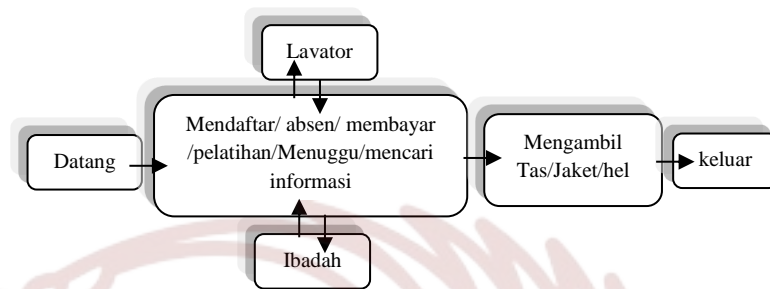 Lavator
Mendaftar/ absen/ membayar
/pelatihan/Menuggu/mencari
informasi
Datang
Mengambil
Tas/Jaket/hel
keluar
Ibadah